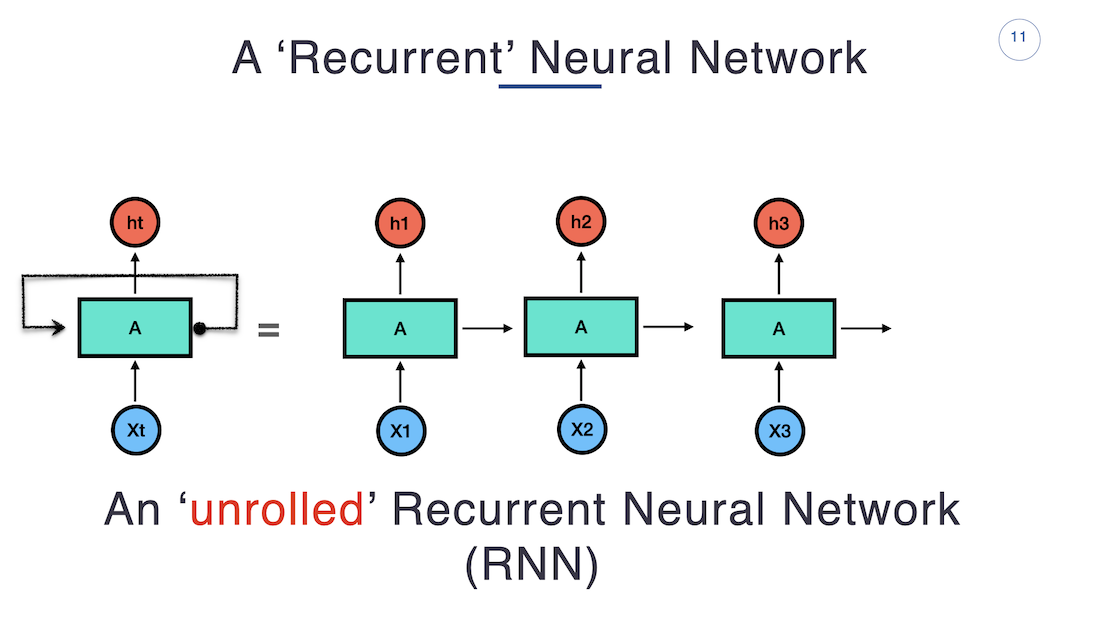 11
A ‘Recurrent’ Neural Network
ht
h1
h2
h3
A
=
A
A
A
Xt
X1
X2
X3
An ‘unrolled’ Recurrent Neural Network
(RNN)